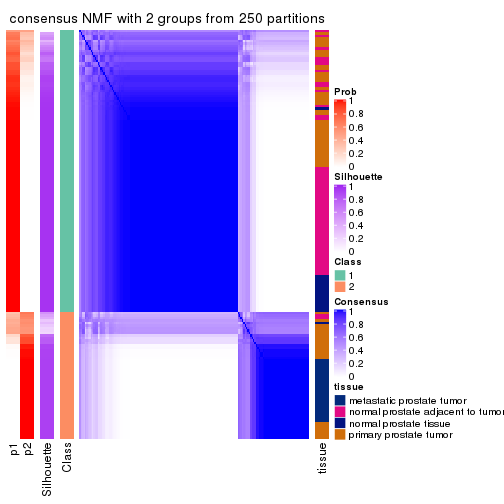 consensus NMF with 2 groups from 250 partitions
Prob
1
0.8
0.6
0.4
0.2
0
Silhouette
1
0.8
0.6
0.4
0.2
0
Class
1
2
Consensus
1
0.8
0.6
0.4
0.2
0
tissue
metastatic prostate tumor
normal prostate adjacent to tumor
normal prostate tissue
primary prostate tumor
p1
p2
Silhouette
Class
tissue